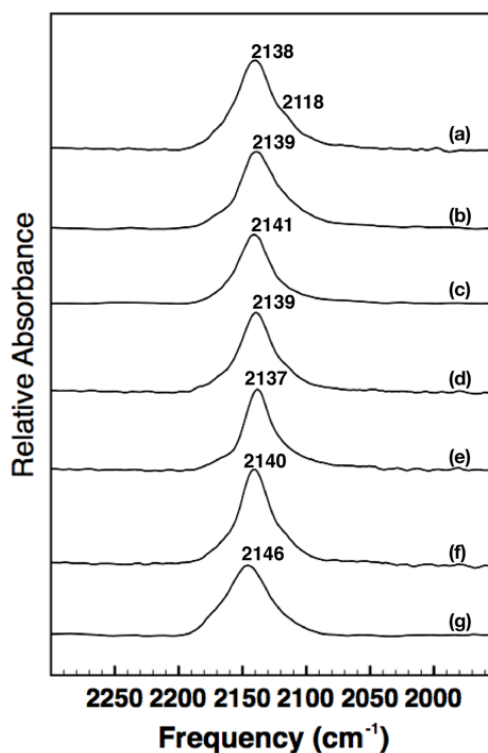 2138
2118
(a)
2139
(b)
2141
(c)
2139
(d)
2137
(e)
2140
(f)
2146
(g)
Relative Absorbance
2250 2200 2150 2100 2050 2000
Frequency (cm⁻¹)